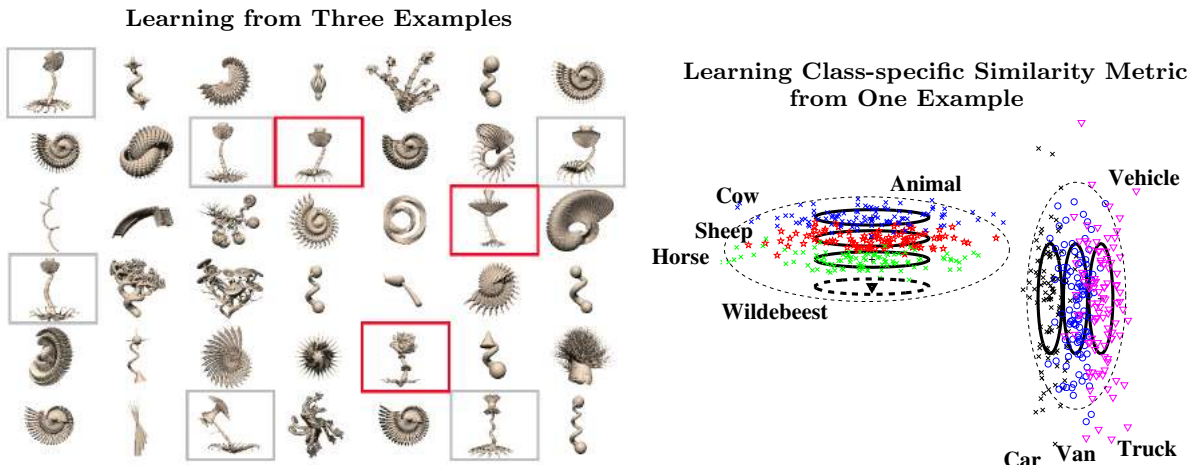 Learning from Three Examples
Learning Class-specific Similarity Metric
from One Example
Cow
Animal
Vehicle
Sheep
Horse
Wildebeest
Car
Van
Truck